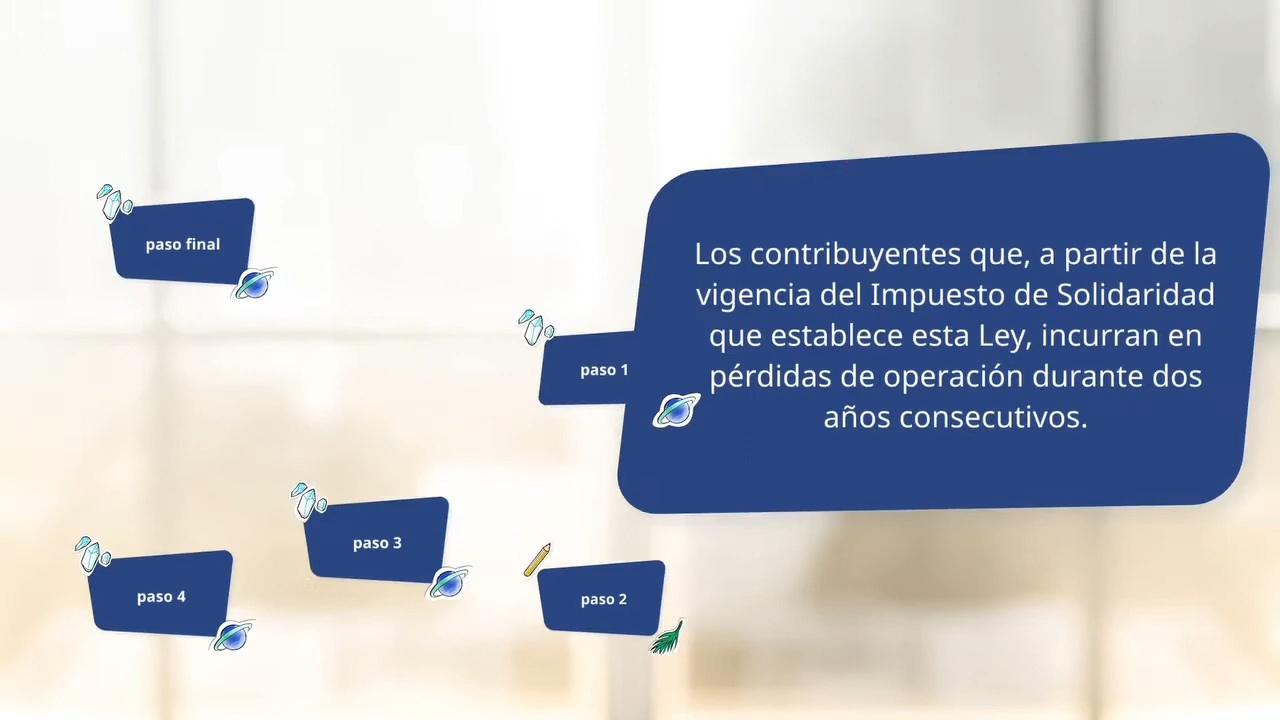 paso final
paso 1
Los contribuyentes que, a partir de la
vigencia del Impuesto de Solidaridad
que establece esta Ley, incurran en
pérdidas de operación durante dos
años consecutivos.
paso 3
paso 4
paso 2